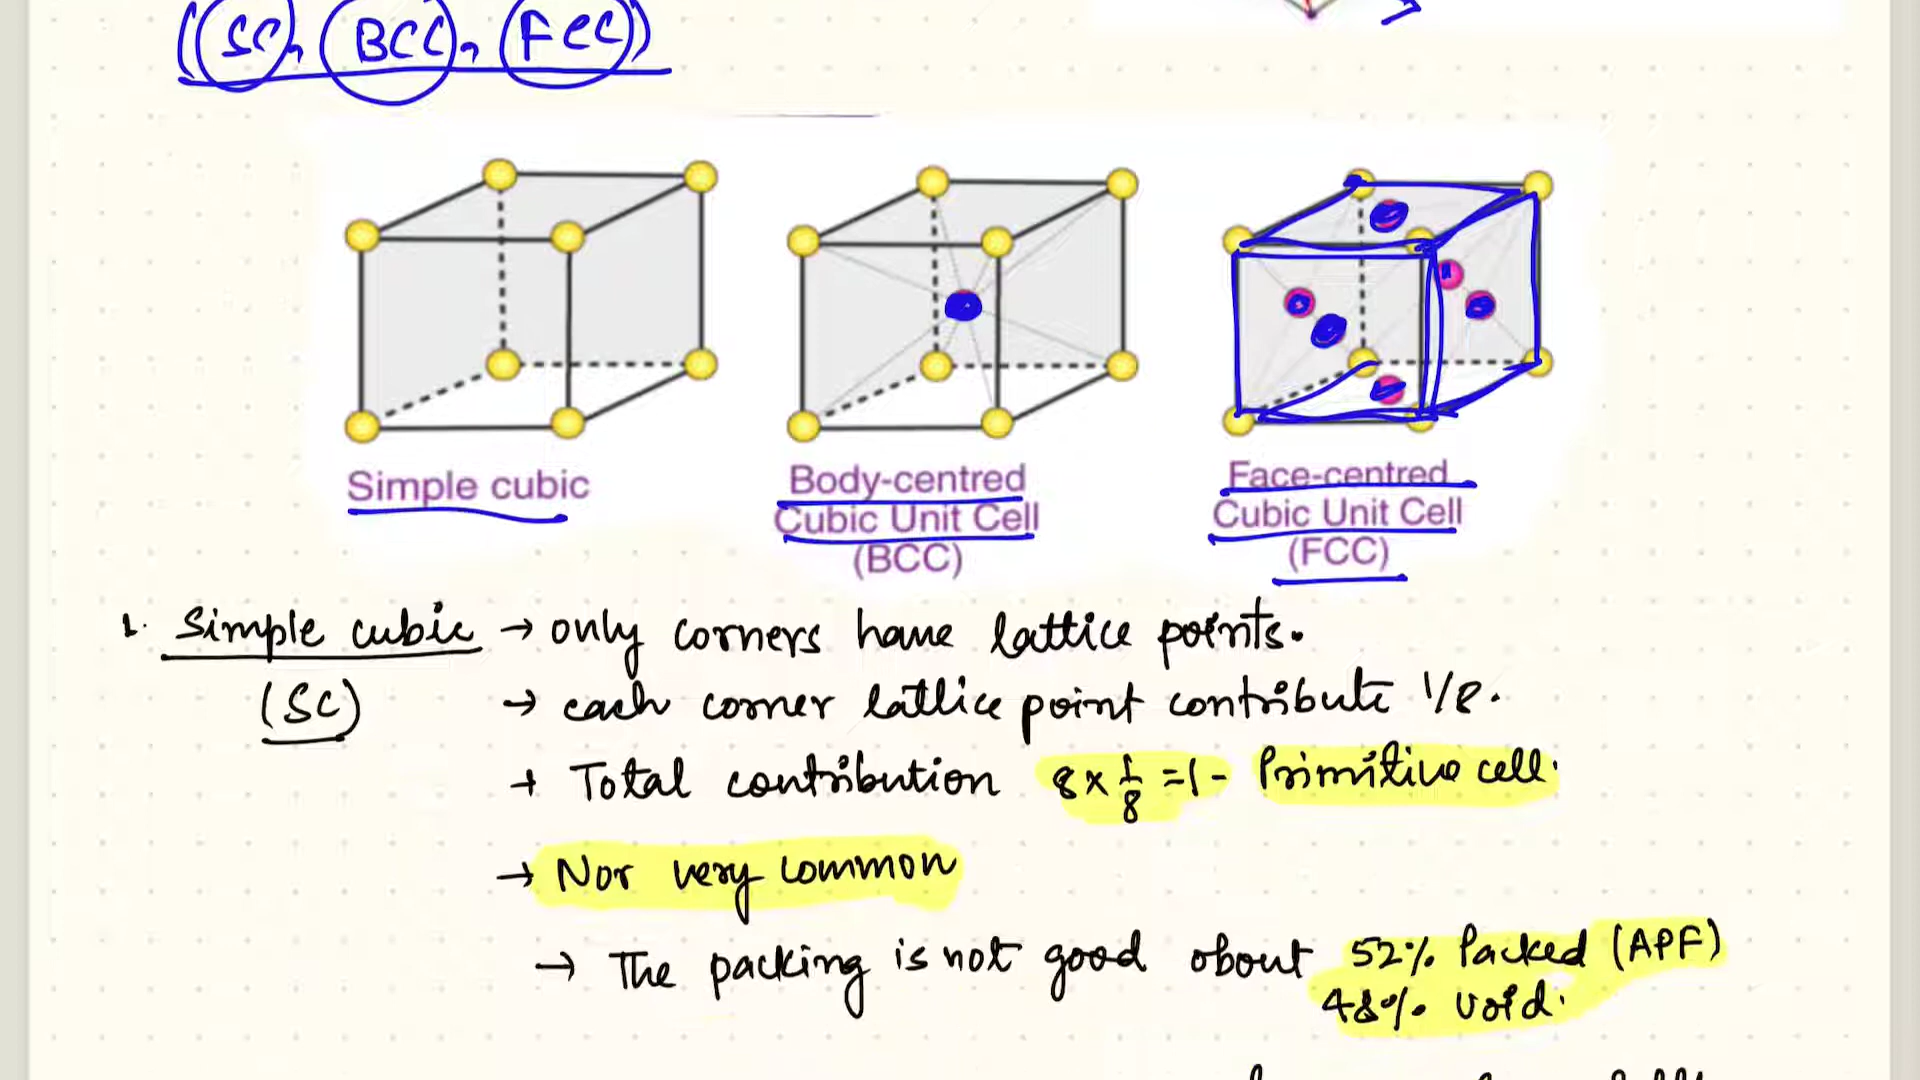 (SC, BCC, FCC)
Simple cubic
Body-centred
Cubic Unit Cell
(BCC)
Face-centred
Cubic Unit Cell
(FCC)
1. Simple cubic → only corners have lattice points.
(SC) → each corner lattice point contribute 1/8.
→ Total contribution 8 × 1/8 = 1 - Primitive cell.
→ Not very common
→ The packing is not good about 52% Packed (APF)
48% void.